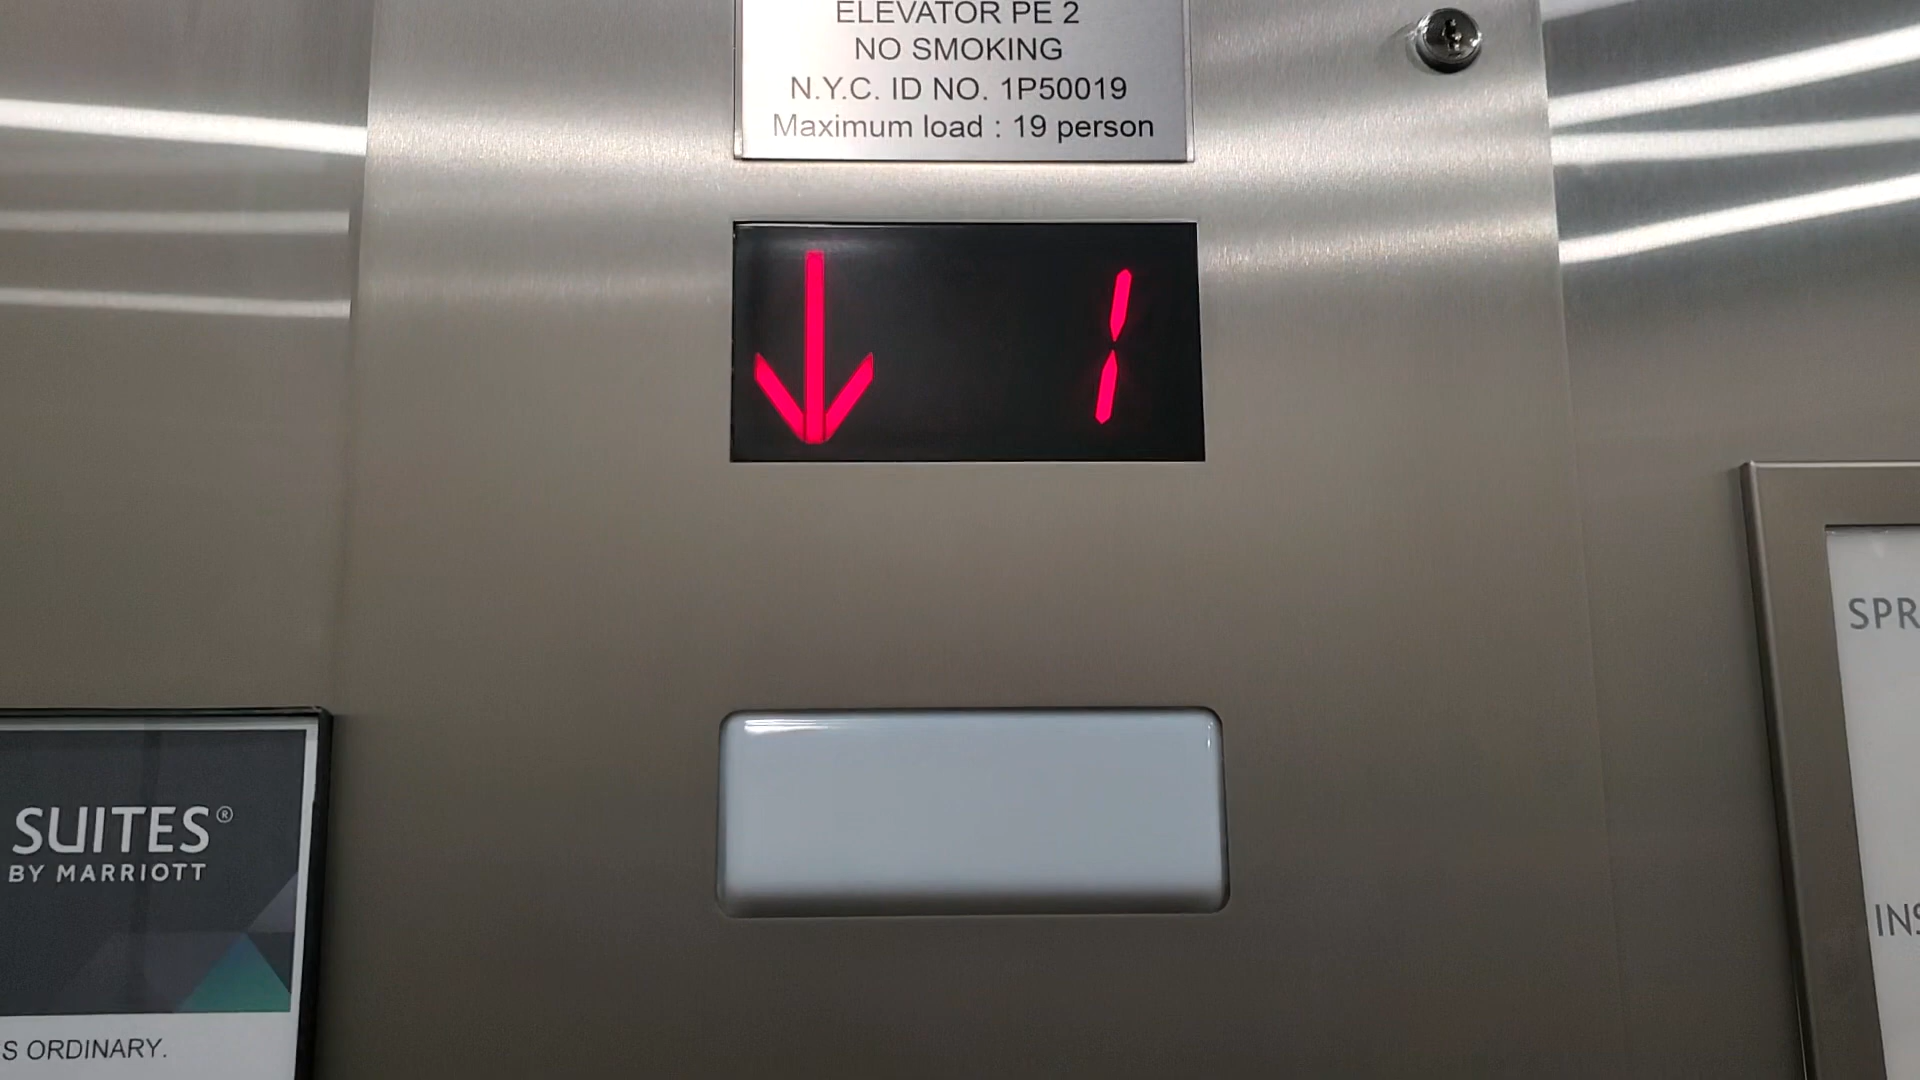 ELEVATOR PE 2
NO SMOKING
N.Y.C. ID NO. 1P50019
Maximum load : 19 person
1
SPR
SUITES®
BY MARRIOTT
INS
S ORDINARY.